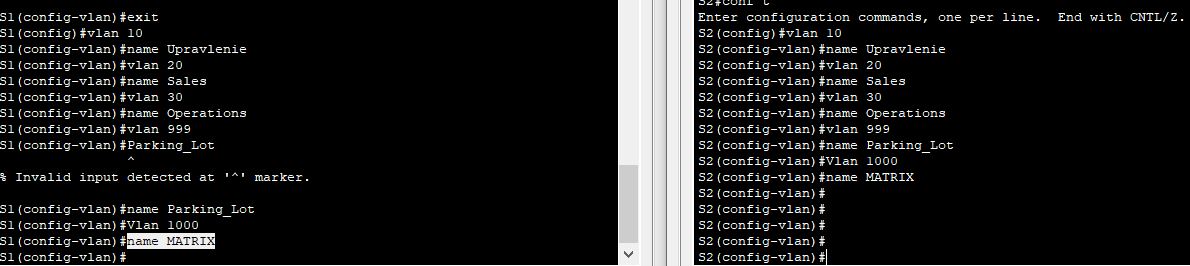 S1(config-vlan)#exit
S1(config)#vlan 10
S1(config-vlan)#name Upravlenie
S1(config-vlan)#vlan 20
S1(config-vlan)#name Sales
S1(config-vlan)#vlan 30
S1(config-vlan)#name Operations
S1(config-vlan)#vlan 999
S1(config-vlan)#Parking_Lot
^
% Invalid input detected at '^' marker.
S1(config-vlan)#name Parking_Lot
S1(config-vlan)#Vlan 1000
S1(config-vlan)#name MATRIX
S1(config-vlan)#
S2#conf t
Enter configuration commands, one per line.  End with CNTL/Z.
S2(config)#vlan 10
S2(config-vlan)#name Upravlenie
S2(config-vlan)#vlan 20
S2(config-vlan)#name Sales
S2(config-vlan)#vlan 30
S2(config-vlan)#name Operations
S2(config-vlan)#vlan 999
S2(config-vlan)#name Parking_Lot
S2(config-vlan)#Vlan 1000
S2(config-vlan)#name MATRIX
S2(config-vlan)#
S2(config-vlan)#
S2(config-vlan)#
S2(config-vlan)#
S2(config-vlan)#